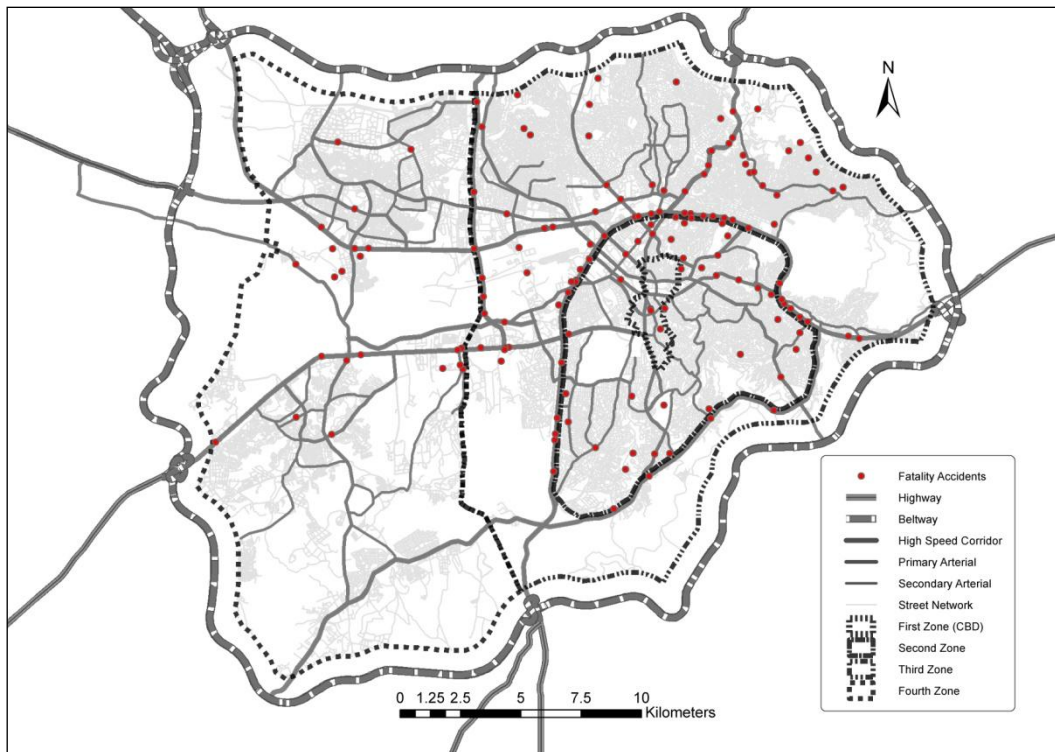 N
Fatality Accidents
Highway
Beltway
High Speed Corridor
Primary Arterial
Secondary Arterial
Street Network
First Zone (CBD)
Second Zone
Third Zone
Fourth Zone
0 1.25 2.5 5 7.5 10
Kilometers